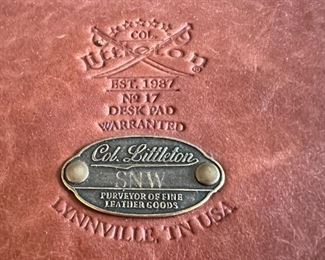 COL.
Littleton®
EST. 1987
No 17
DESK PAD
WARRANTED
Col. Littleton
SNW
PURVEYOR OF FINE
LEATHER GOODS
LYNNVILLE, TN USA